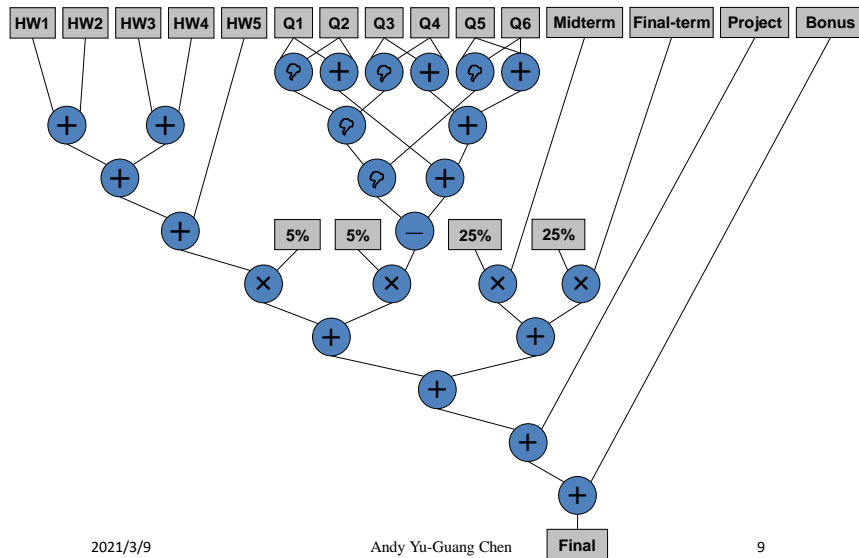 HW1 HW2 HW3 HW4 HW5 Q1 Q2 Q3 Q4 Q5 Q6 Midterm Final-term Project Bonus
+ +
+ + +
+ +
+ +
+ −
5% 5% 25% 25%
× × × ×
+ +
+
+
+
Final
2021/3/9 Andy Yu-Guang Chen 9